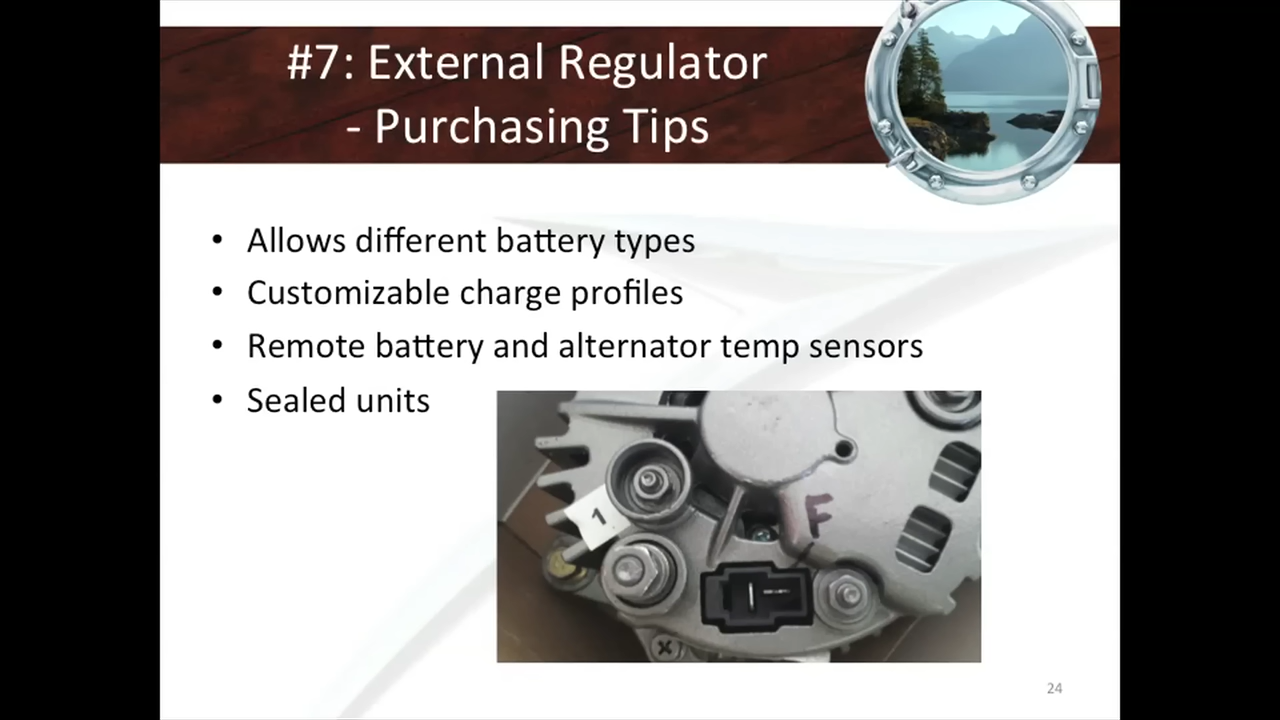 #7: External Regulator
- Purchasing Tips
• Allows different battery types
• Customizable charge profiles
• Remote battery and alternator temp sensors
• Sealed units
1
F
24